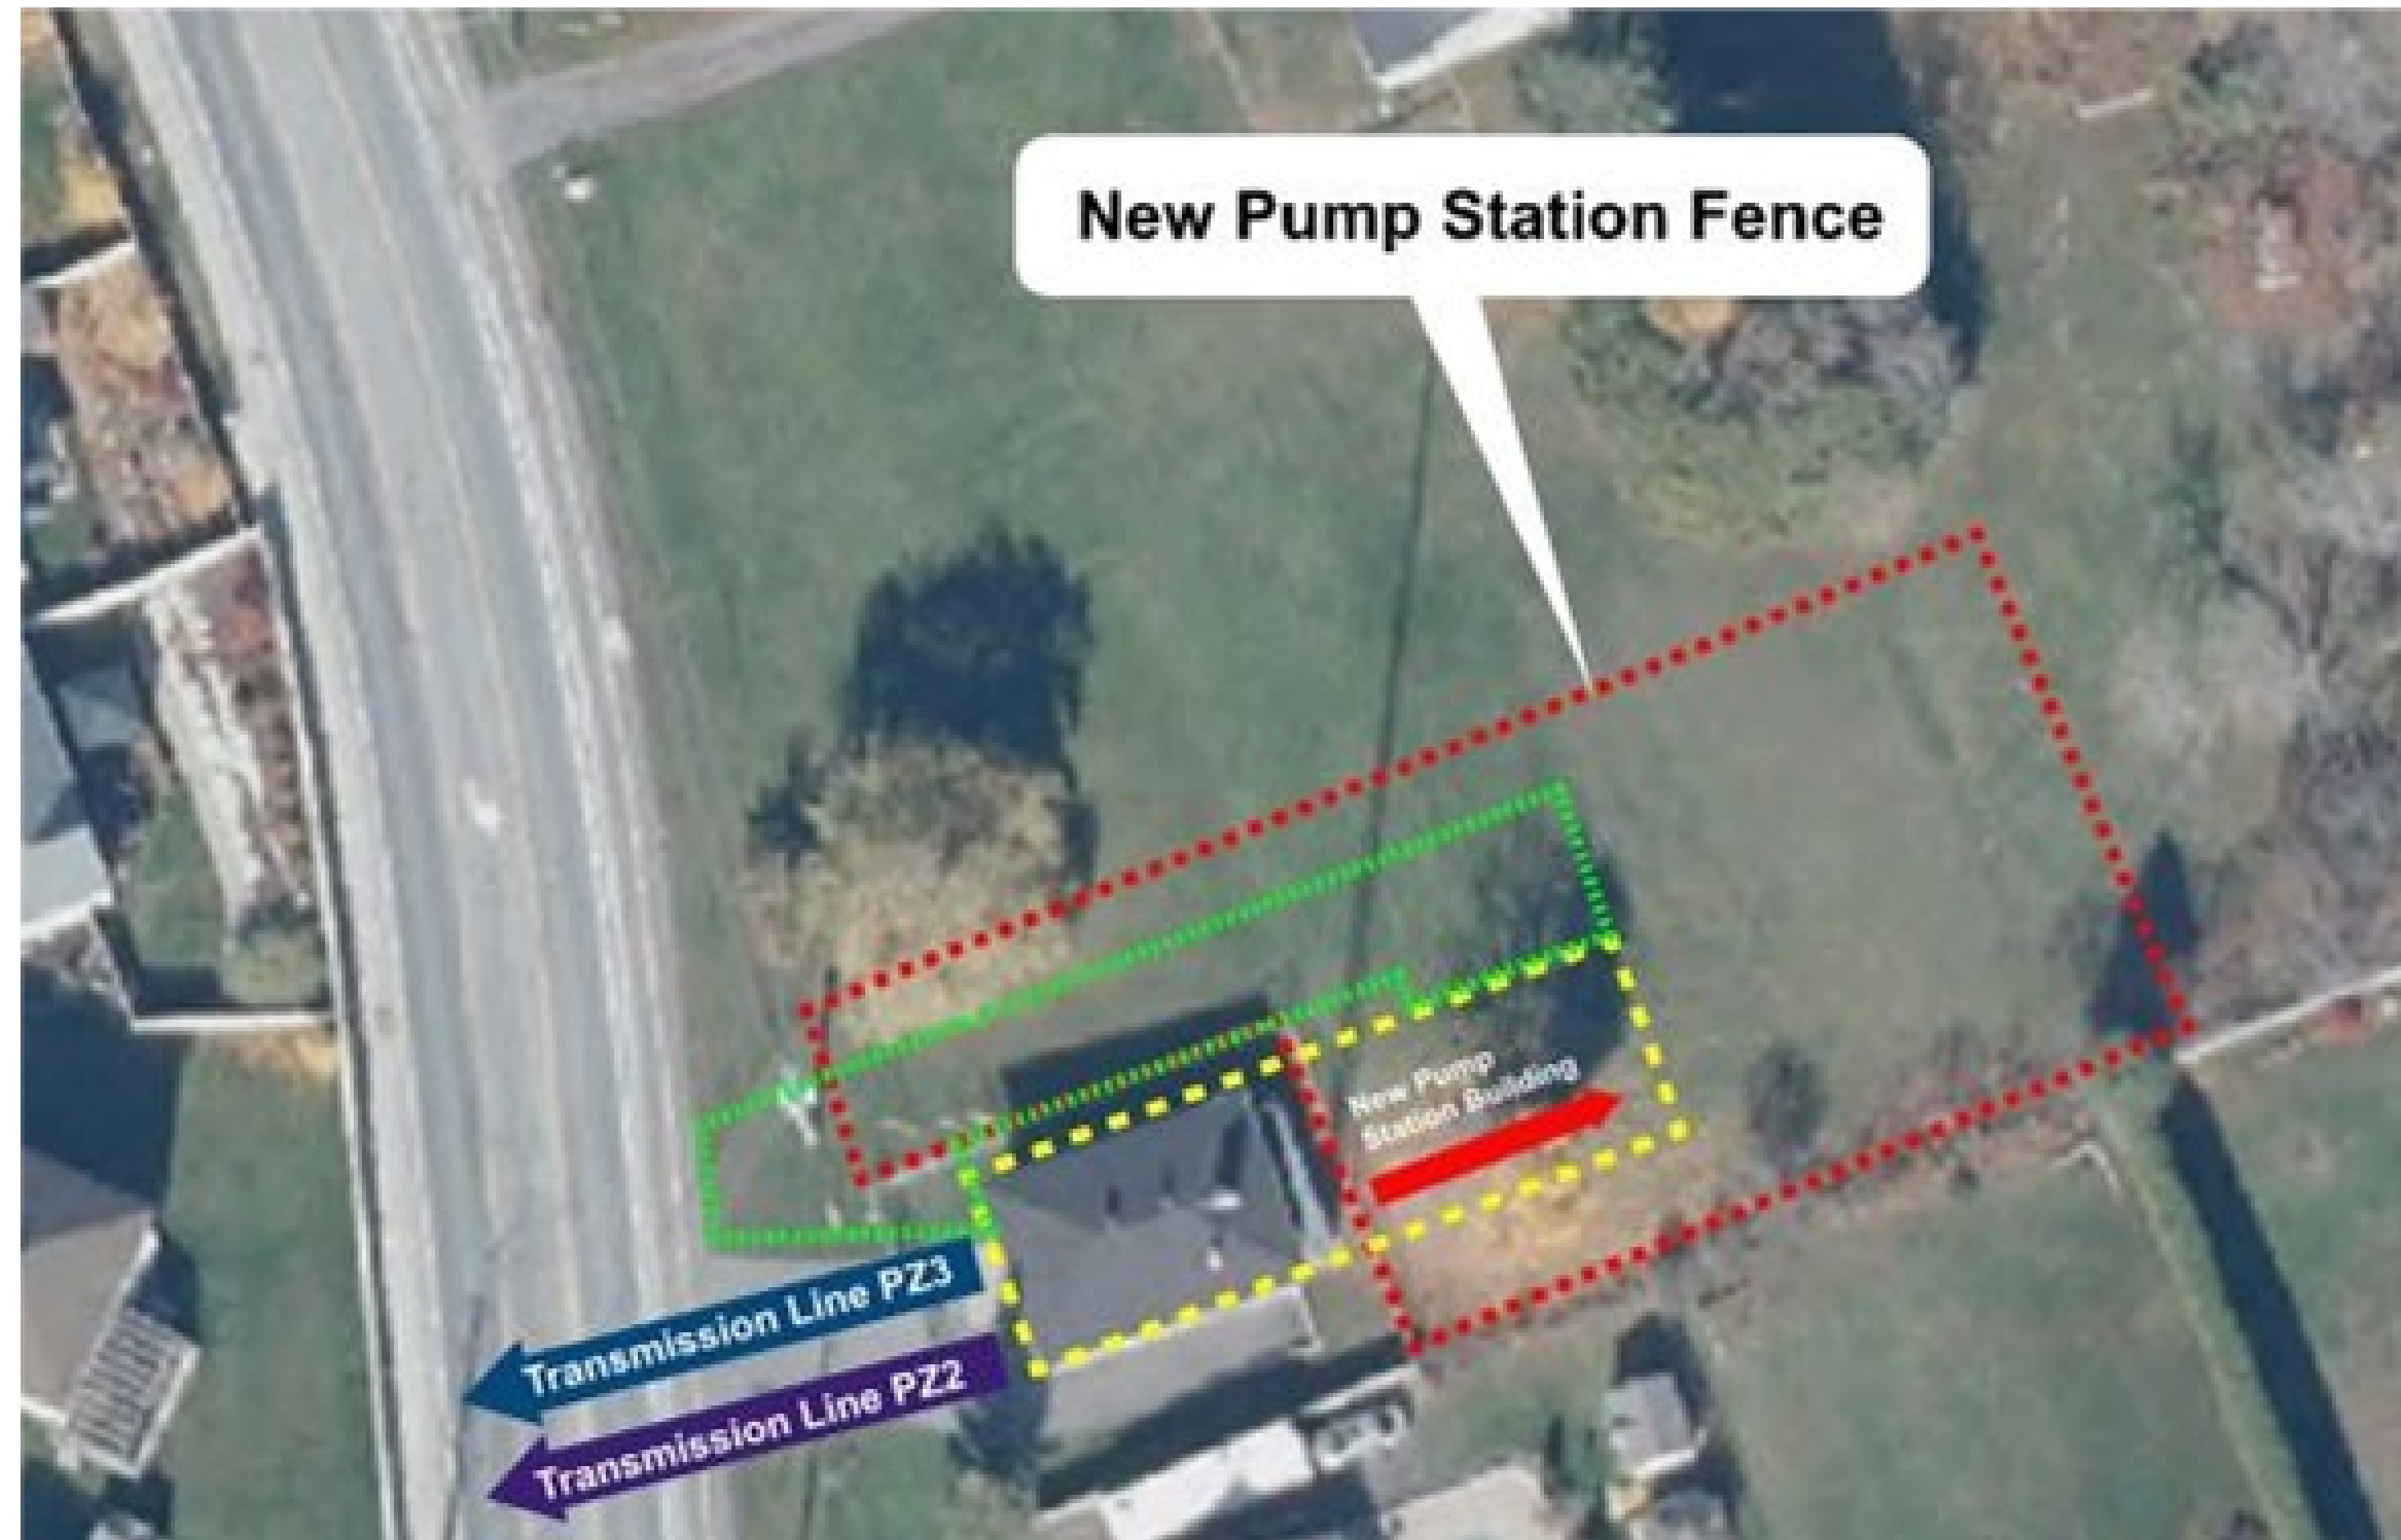 New Pump Station Fence
New Pump
Station Building
Transmission Line PZ3
Transmission Line PZ2